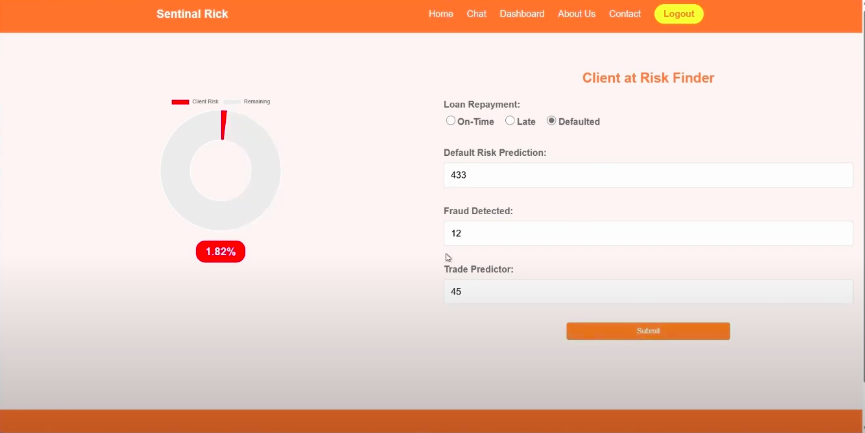 Sentinal Rick
Home Chat Dashboard About Us Contact Logout
Client Risk Remaining
1.82%
Client at Risk Finder
Loan Repayment:
On-Time Late Defaulted
Default Risk Prediction:
433
Fraud Detected:
12
Trade Predictor:
45
Submit